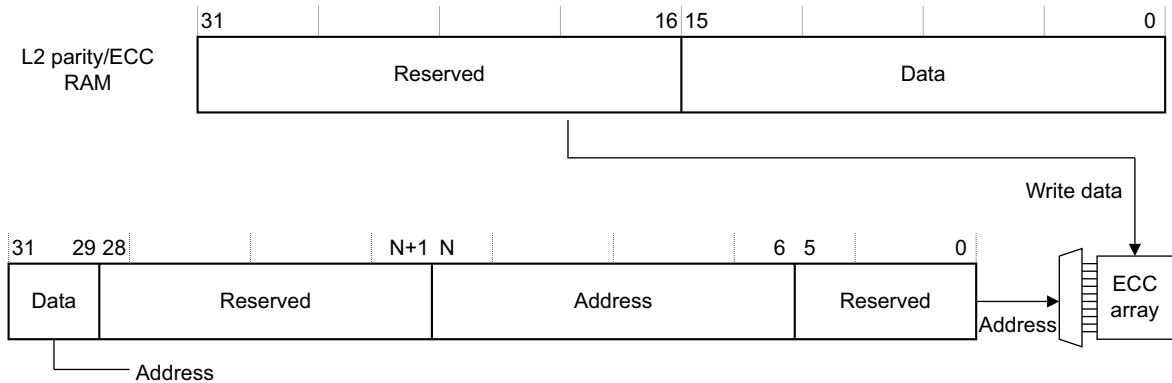 31 16 15 0
L2 parity/ECC
RAM
Reserved Data
Write data
31 29 28 N+1 N 6 5 0
Data Reserved Address Reserved
Address
ECC
array
Address